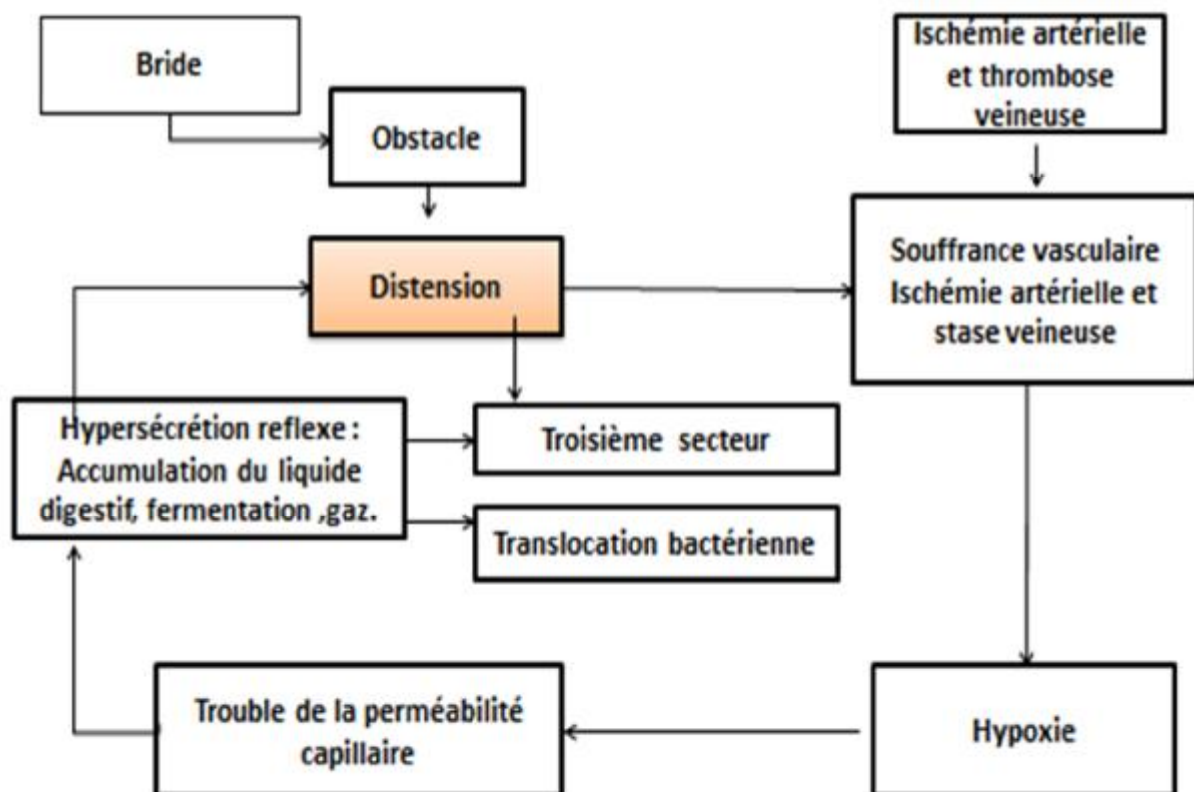 Bride
Obstacle
Distension
Ischémie artérielle
et thrombose
veineuse
Souffrance vasculaire
Ischémie artérielle et
stase veineuse
Hypersécrétion reflexe :
Accumulation du liquide
digestif, fermentation ,gaz.
Troisième secteur
Translocation bactérienne
Trouble de la perméabilité
capillaire
Hypoxie